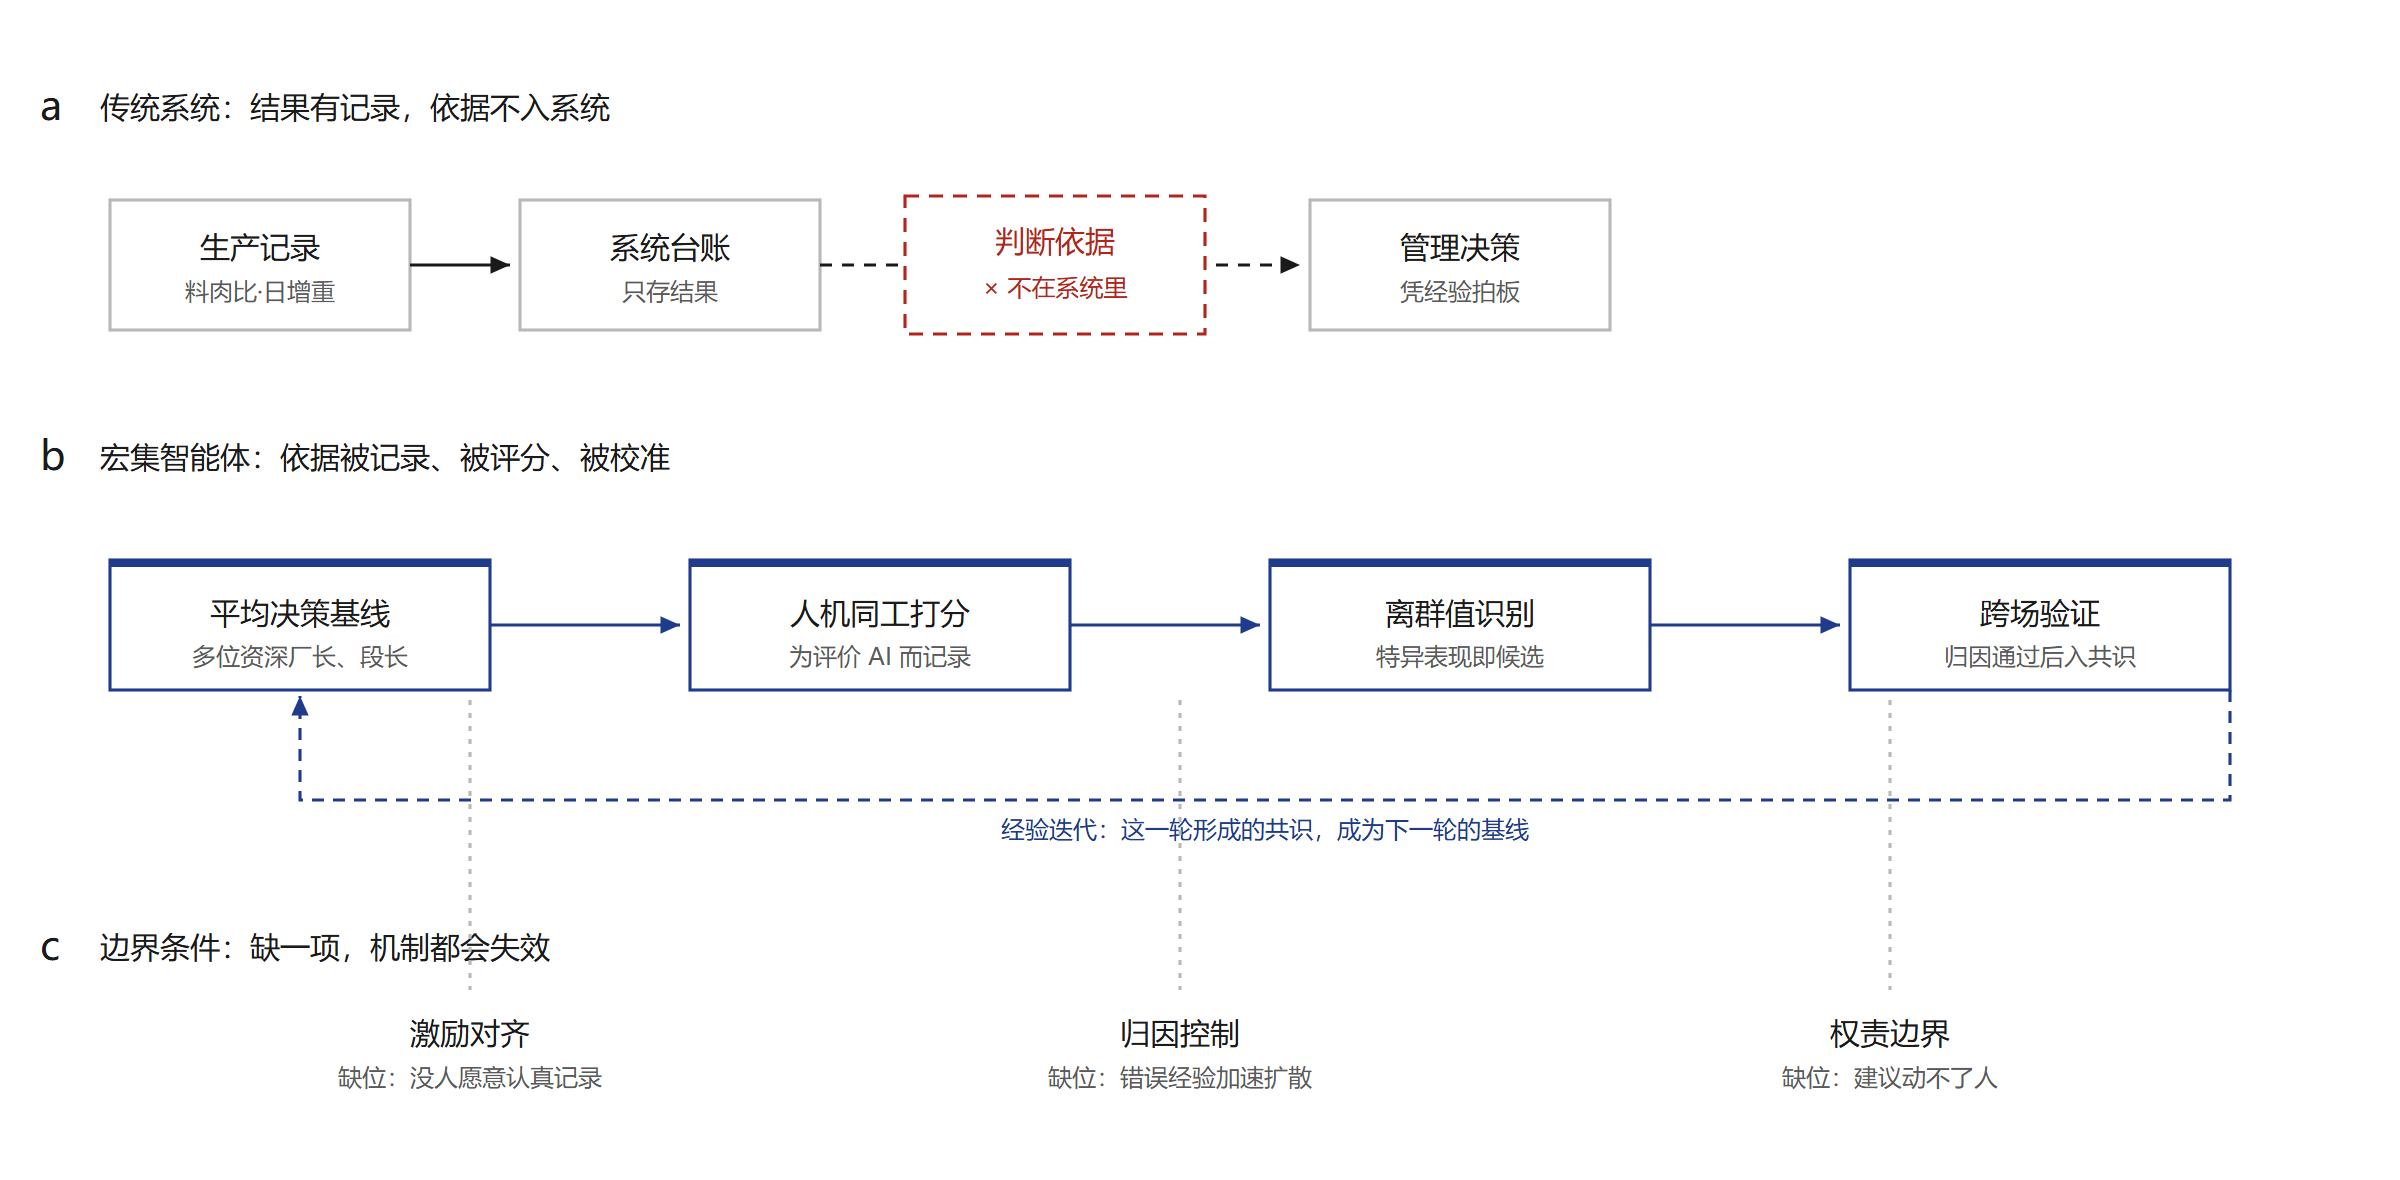 a 传统系统：结果有记录，依据不入系统
生产记录
料肉比·日增重
系统台账
只存结果
判断依据
× 不在系统里
管理决策
凭经验拍板
b 宏集智能体：依据被记录、被评分、被校准
平均决策基线
多位资深厂长、段长
人机同工打分
为评价 AI 而记录
离群值识别
特异表现即候选
跨场验证
归因通过后入共识
经验迭代：这一轮形成的共识，成为下一轮的基线
c 边界条件：缺一项，机制都会失效
激励对齐
缺位：没人愿意认真记录
归因控制
缺位：错误经验加速扩散
权责边界
缺位：建议动不了人